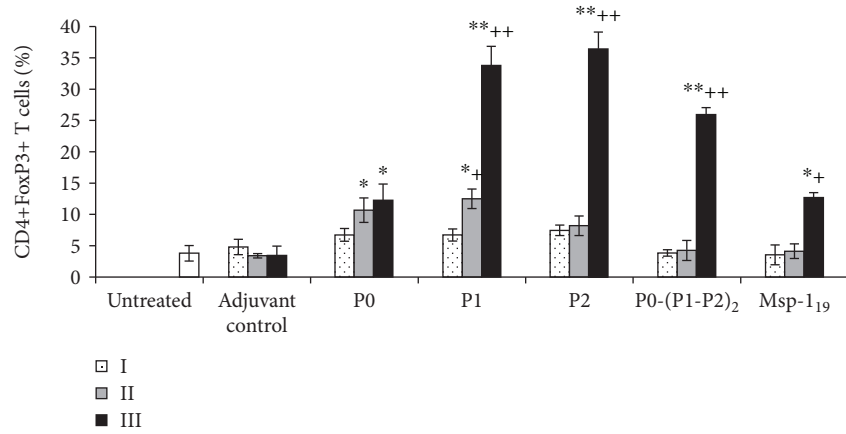 CD4+FoxP3+ T cells (%)
40
35
30
25
20
15
10
5
0
* *
*+ **++
**++
**++
*+
Untreated Adjuvant control P0 P1 P2 P0-(P1-P2)₂ Msp-1₁₉
I
II
III